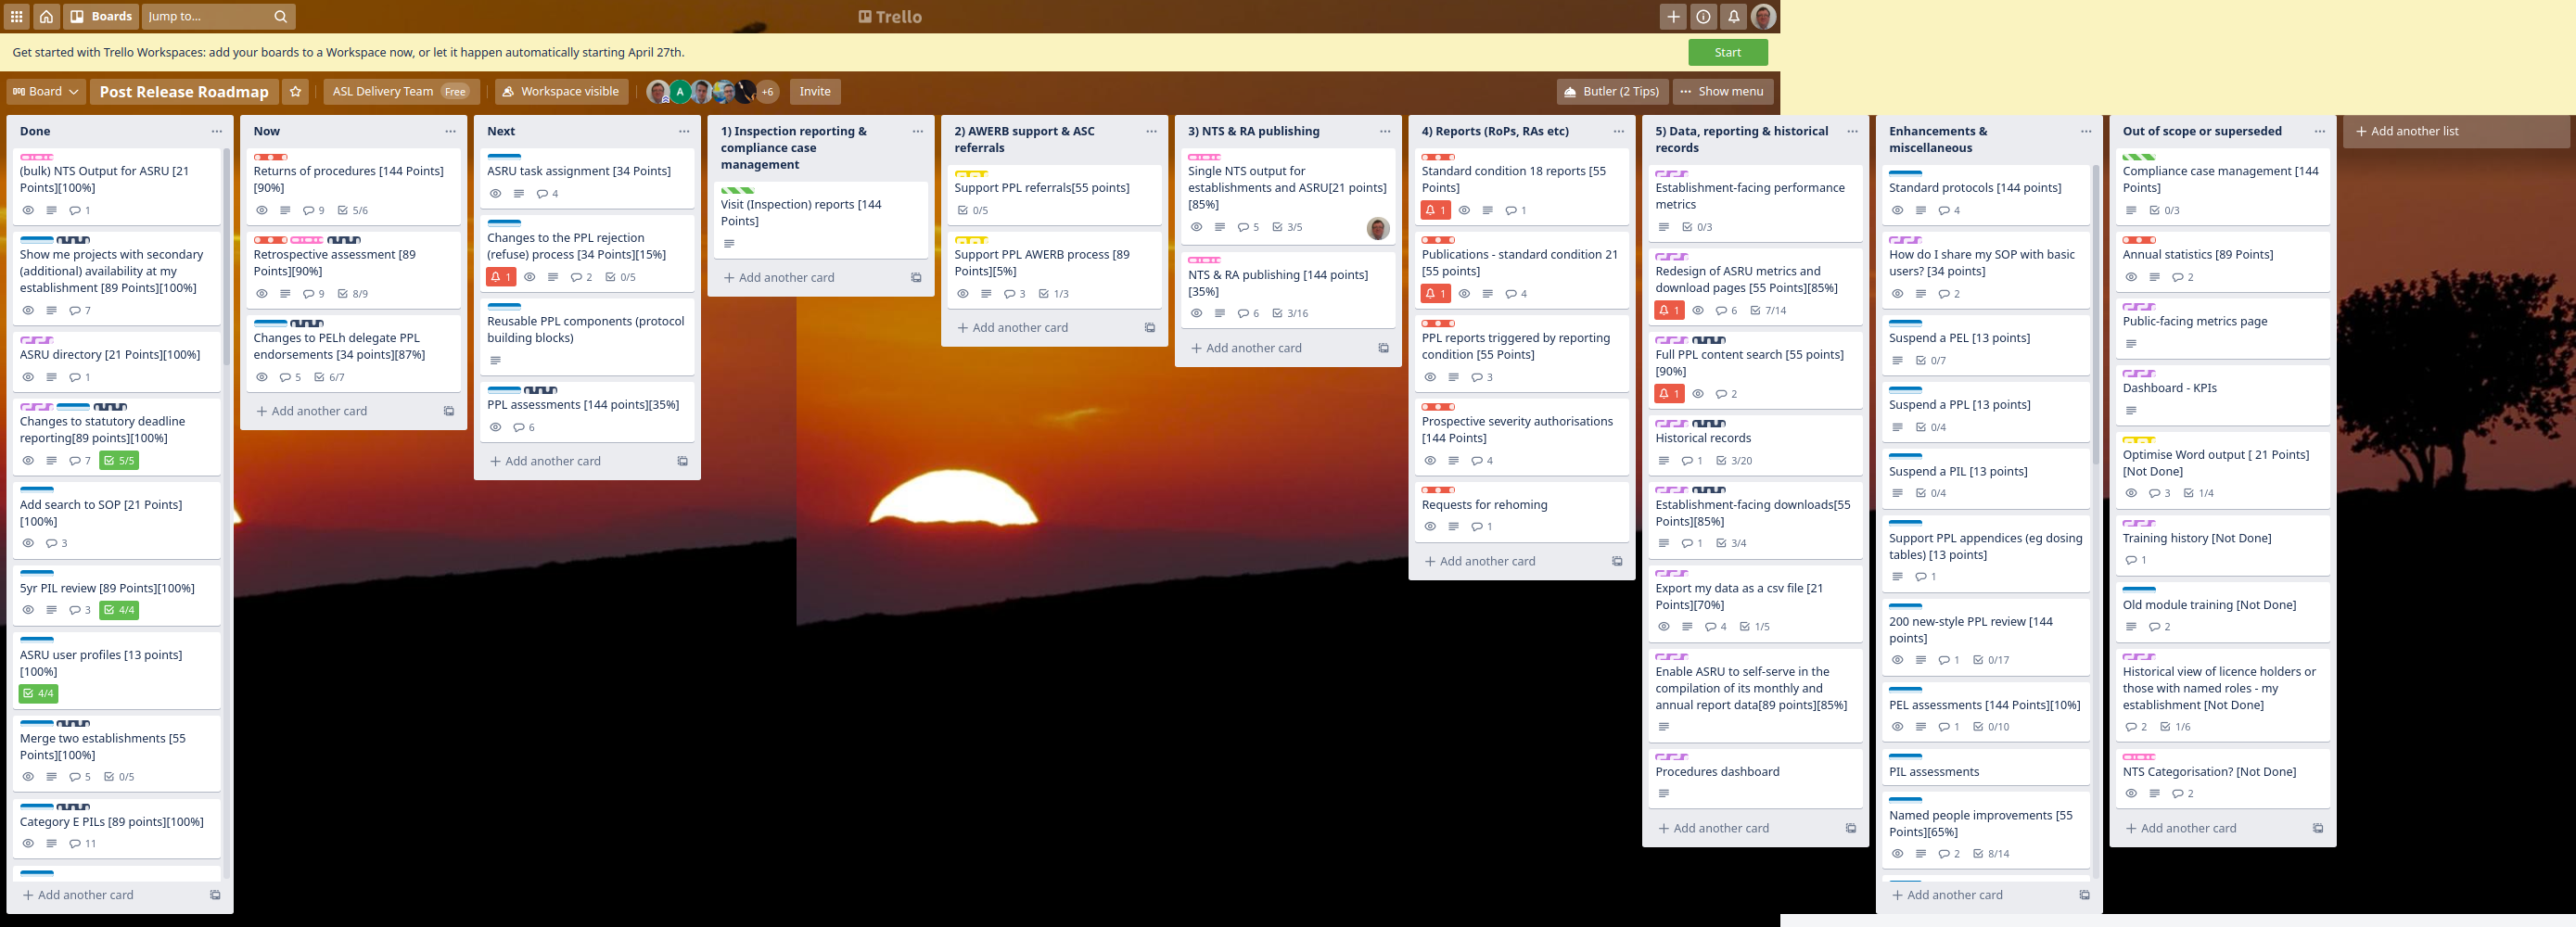 Boards
Jump to...
Trello
Get started with Trello Workspaces: add your boards to a Workspace now, or let it happen automatically starting April 27th.
Start
Board
Post Release Roadmap
ASL Delivery Team Free
Workspace visible
A
+6
Invite
Butler (2 Tips)
Show menu
Done
(bulk) NTS Output for ASRU [21
Points][100%]
1
Show me projects with secondary
(additional) availability at my
establishment [89 Points][100%]
7
ASRU directory [21 Points][100%]
1
Changes to statutory deadline
reporting[89 points][100%]
7 5/5
Add search to SOP [21 Points]
[100%]
3
5yr PIL review [89 Points][100%]
3 4/4
ASRU user profiles [13 points]
[100%]
4/4
Merge two establishments [55
Points][100%]
5 0/5
Category E PILs [89 points][100%]
11
Add another card
Now
Returns of procedures [144 Points]
[90%]
9 5/6
Retrospective assessment [89
Points][90%]
9 8/9
Changes to PELh delegate PPL
endorsements [34 points][87%]
5 6/7
Add another card
Next
ASRU task assignment [34 Points]
4
Changes to the PPL rejection
(refuse) process [34 Points][15%]
1 2 0/5
Reusable PPL components (protocol
building blocks)
PPL assessments [144 points][35%]
6
Add another card
1) Inspection reporting &
compliance case
management
Visit (Inspection) reports [144
Points]
Add another card
2) AWERB support & ASC
referrals
Support PPL referrals[55 points]
0/5
Support PPL AWERB process [89
Points][5%]
3 1/3
Add another card
3) NTS & RA publishing
Single NTS output for
establishments and ASRU[21 points]
[85%]
5 3/5
NTS & RA publishing [144 points]
[35%]
6 3/16
Add another card
4) Reports (RoPs, RAs etc)
Standard condition 18 reports [55
Points]
1 1
Publications - standard condition 21
[55 points]
1 4
PPL reports triggered by reporting
condition [55 Points]
3
Prospective severity authorisations
[144 Points]
4
Requests for rehoming
1
Add another card
5) Data, reporting & historical
records
Establishment-facing performance
metrics
0/3
Redesign of ASRU metrics and
download pages [55 Points][85%]
1 6 7/14
Full PPL content search [55 points]
[90%]
1 2
Historical records
1 3/20
Establishment-facing downloads[55
Points][85%]
1 3/4
Export my data as a csv file [21
Points][70%]
4 1/5
Enable ASRU to self-serve in the
compilation of its monthly and
annual report data[89 points][85%]
Procedures dashboard
Add another card
Enhancements &
miscellaneous
Standard protocols [144 points]
4
How do I share my SOP with basic
users? [34 points]
2
Suspend a PEL [13 points]
0/7
Suspend a PPL [13 points]
0/4
Suspend a PIL [13 points]
0/4
Support PPL appendices (eg dosing
tables) [13 points]
1
200 new-style PPL review [144
points]
1 0/17
PEL assessments [144 Points][10%]
1 0/10
PIL assessments
Named people improvements [55
Points][65%]
2 8/14
Add another card
Out of scope or superseded
Compliance case management [144
Points]
0/3
Annual statistics [89 Points]
2
Public-facing metrics page
Dashboard - KPIs
Optimise Word output [ 21 Points]
[Not Done]
3 1/4
Training history [Not Done]
1
Old module training [Not Done]
2
Historical view of licence holders or
those with named roles - my
establishment [Not Done]
2 1/6
NTS Categorisation? [Not Done]
2
Add another card
Add another list